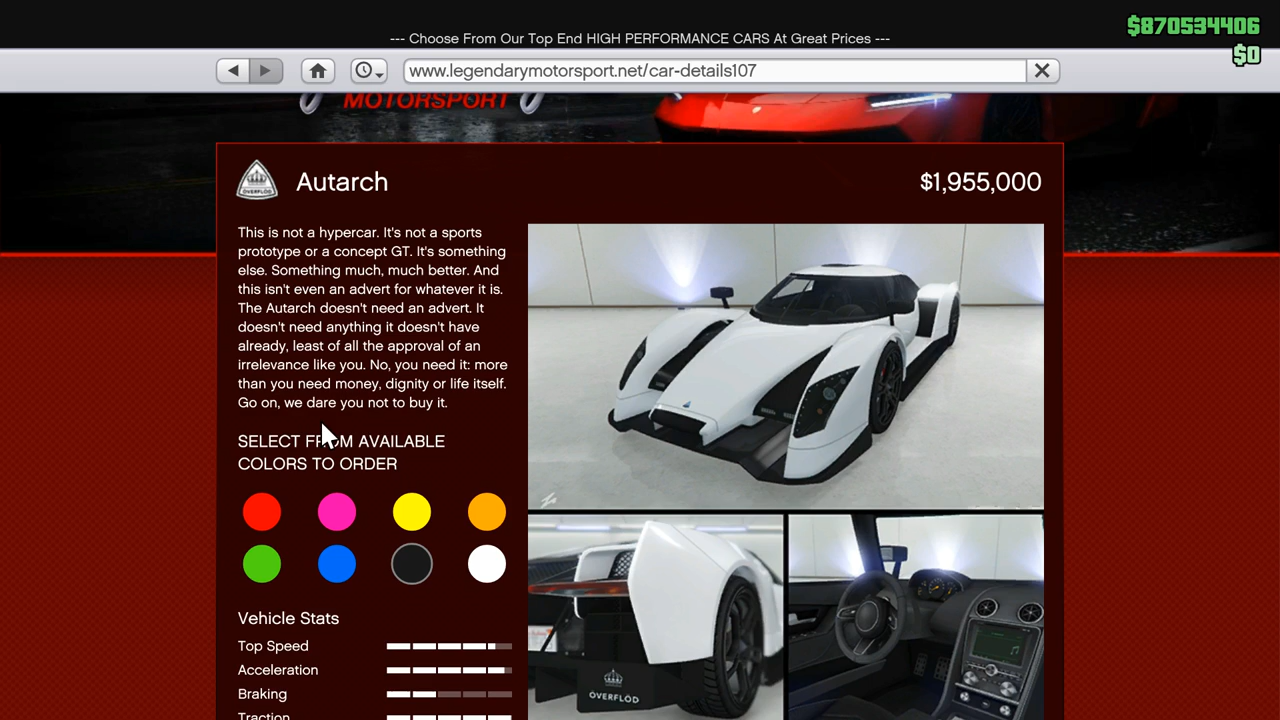 $870534406
--- Choose From Our Top End HIGH PERFORMANCE CARS At Great Prices ---
$0
www.legendarymotorsport.net/car-details107
MOTORSPORT
ÖVERFLÖD
Autarch
$1,955,000
This is not a hypercar. It's not a sports
prototype or a concept GT. It's something
else. Something much, much better. And
this isn't even an advert for whatever it is.
The Autarch doesn't need an advert. It
doesn't need anything it doesn't have
already, least of all the approval of an
irrelevance like you. No, you need it: more
than you need money, dignity or life itself.
Go on, we dare you not to buy it.
SELECT FROM AVAILABLE
COLORS TO ORDER
Vehicle Stats
Top Speed
Acceleration
Braking
Traction
ÖVERFLÖD